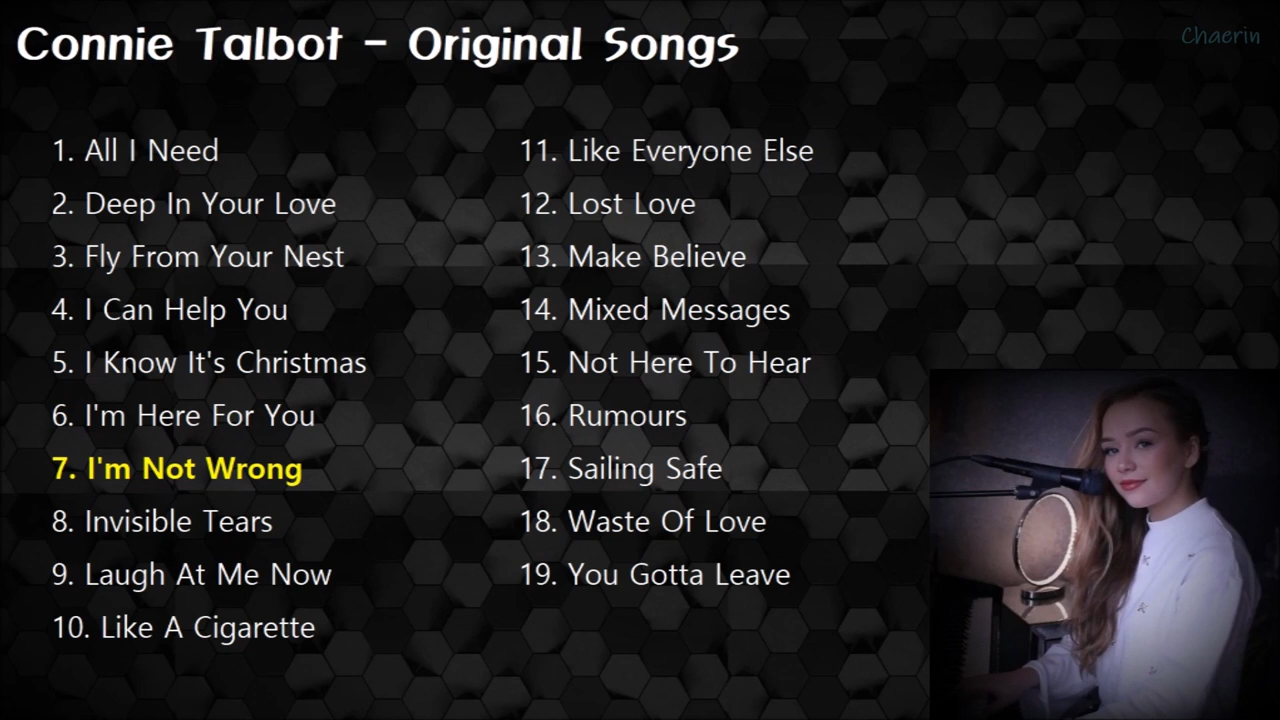 Connie Talbot - Original Songs
Chaerin
1. All I Need
2. Deep In Your Love
3. Fly From Your Nest
4. I Can Help You
5. I Know It's Christmas
6. I'm Here For You
7. I'm Not Wrong
8. Invisible Tears
9. Laugh At Me Now
10. Like A Cigarette
11. Like Everyone Else
12. Lost Love
13. Make Believe
14. Mixed Messages
15. Not Here To Hear
16. Rumours
17. Sailing Safe
18. Waste Of Love
19. You Gotta Leave